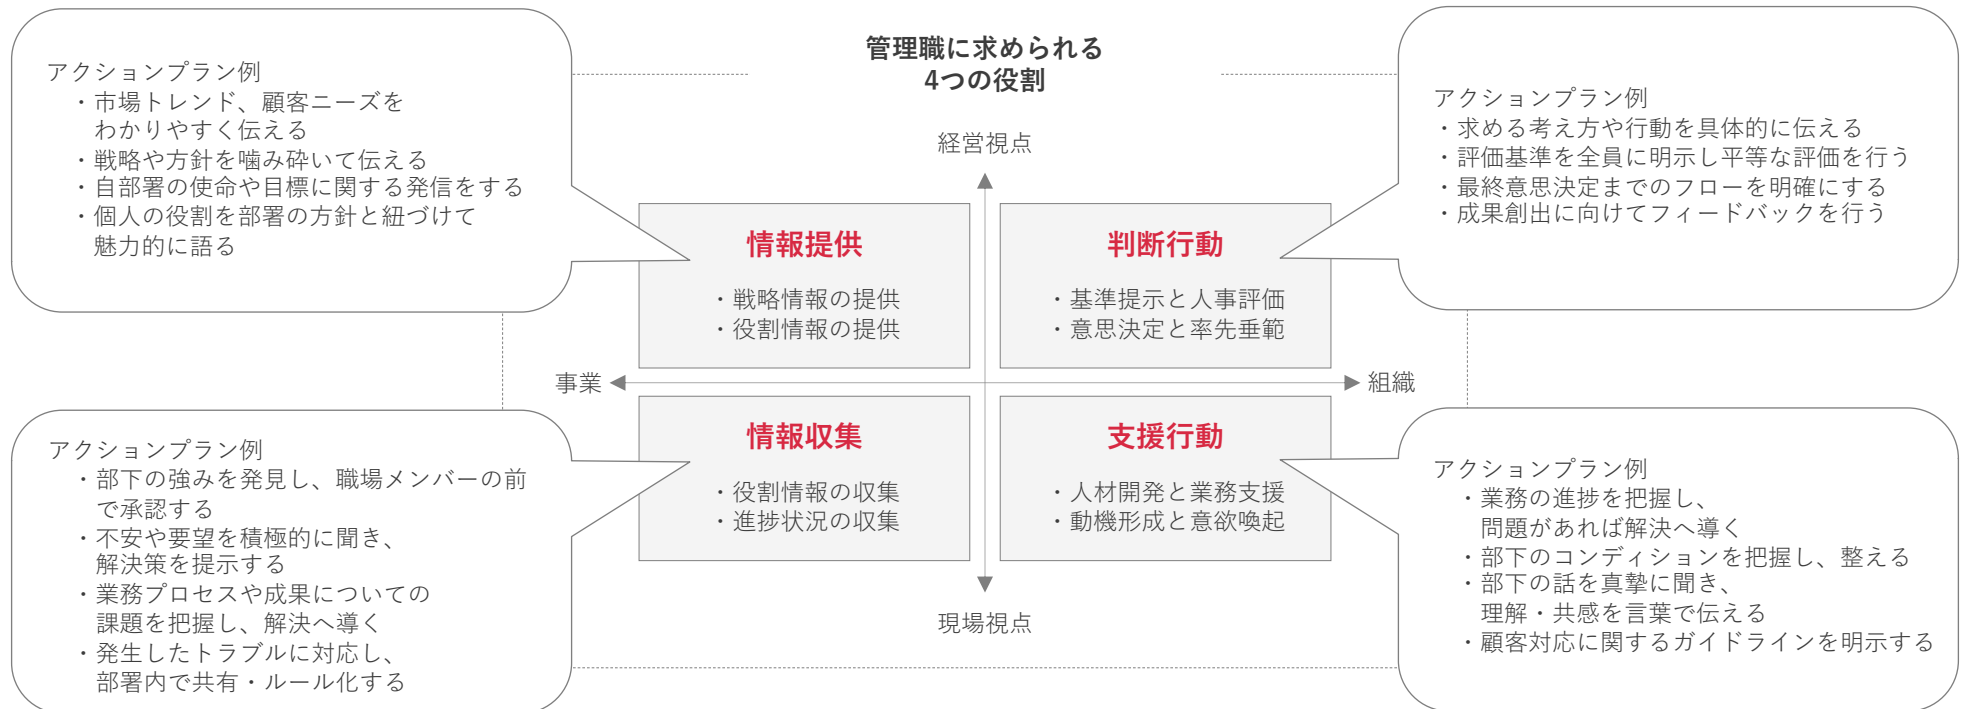 管理職に求められる
4つの役割
アクションプラン例
・市場トレンド、顧客ニーズを
わかりやすく伝える
・戦略や方針を噛み砕いて伝える
・自部署の使命や目標に関する発信をする
・個人の役割を部署の方針と紐づけて
魅力的に語る
アクションプラン例
・求める考え方や行動を具体的に伝える
・評価基準を全員に明示し平等な評価を行う
・最終意思決定までのフローを明確にする
・成果創出に向けてフィードバックを行う
経営視点
情報提供
・戦略情報の提供
・役割情報の提供
判断行動
・基準提示と人事評価
・意思決定と率先垂範
事業
組織
情報収集
・役割情報の収集
・進捗状況の収集
支援行動
・人材開発と業務支援
・動機形成と意欲喚起
現場視点
アクションプラン例
・部下の強みを発見し、職場メンバーの前
で承認する
・不安や要望を積極的に聞き、
解決策を提示する
・業務プロセスや成果についての
課題を把握し、解決へ導く
・発生したトラブルに対応し、
部署内で共有・ルール化する
アクションプラン例
・業務の進捗を把握し、
問題があれば解決へ導く
・部下のコンディションを把握し、整える
・部下の話を真摯に聞き、
理解・共感を言葉で伝える
・顧客対応に関するガイドラインを明示する